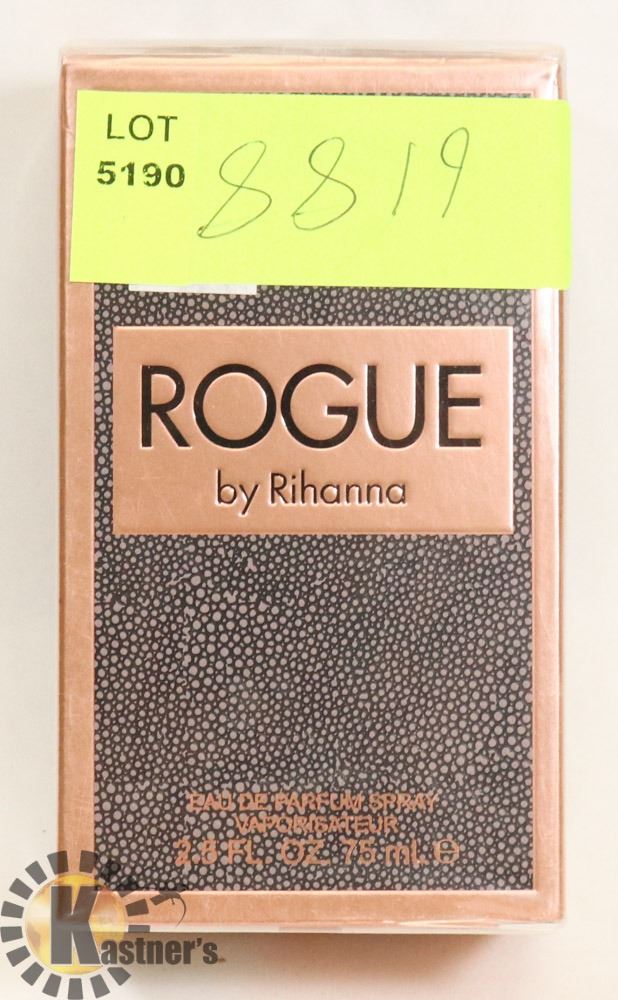 LOT
5190
8819
ROGUE
by Rihanna
EAU DE PARFUM SPRAY
VAPORISATEUR
2.5 FL. OZ. 75 mL ℮
Kastner's